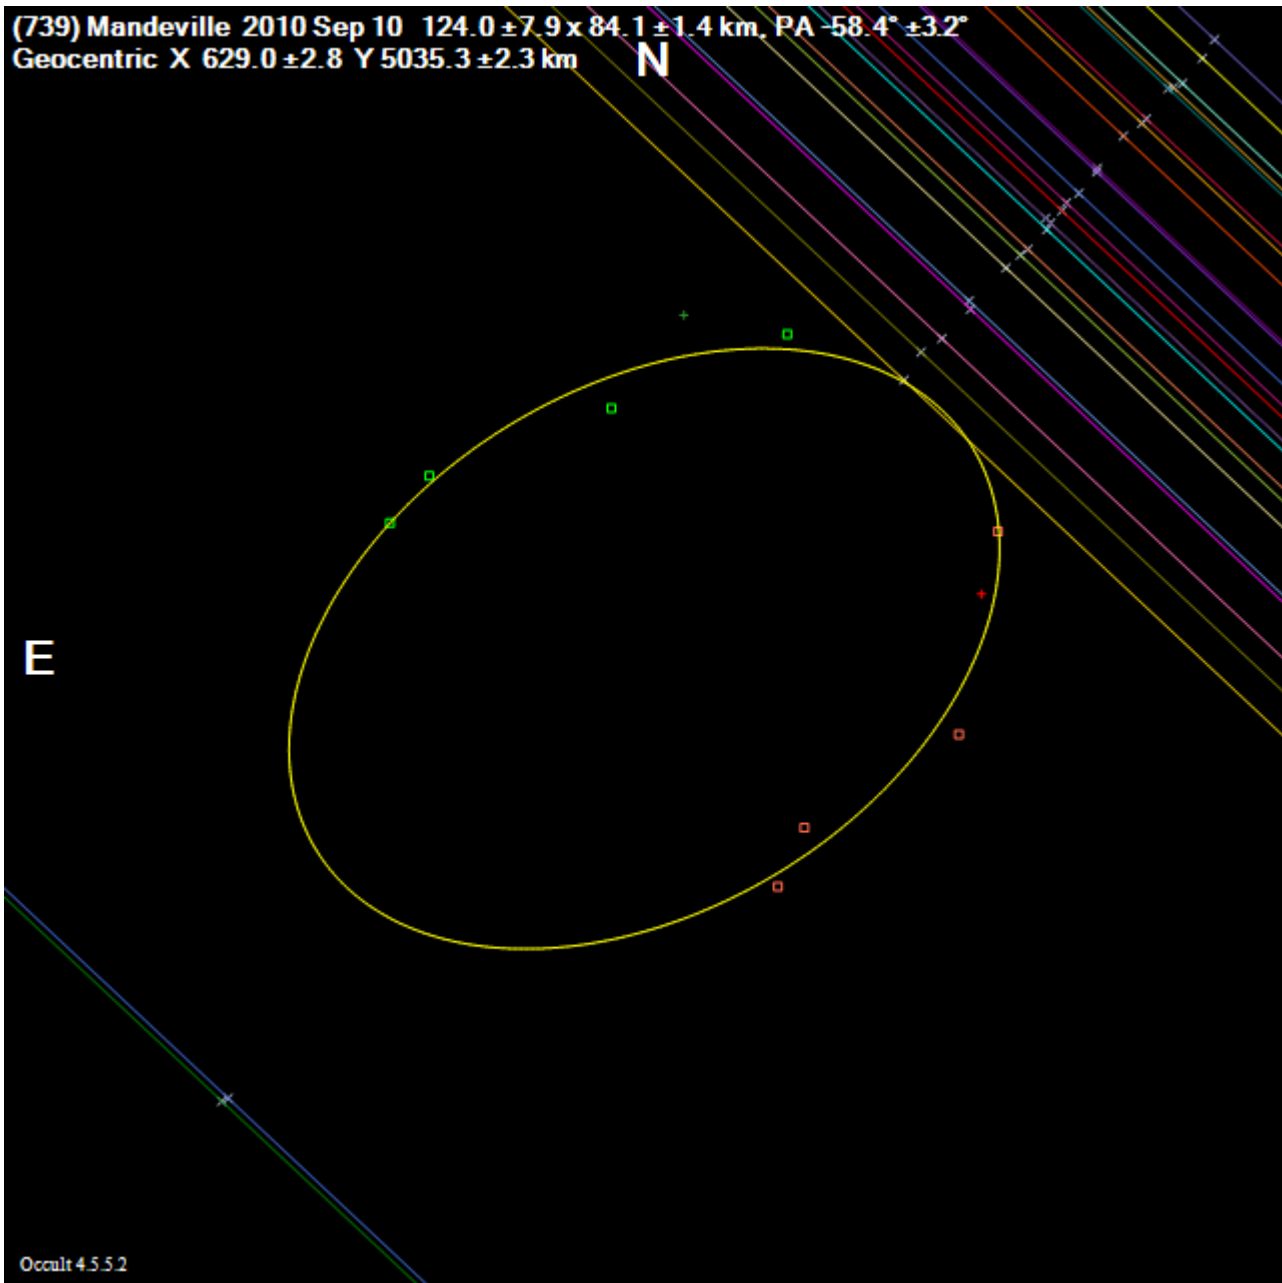 (739) Mandeville 2010 Sep 10 124.0 ±7.9 x 84.1 ±1.4 km, PA -58.4° ±3.2°
Geocentric X 629.0 ±2.8 Y 5035.3 ±2.3 km
N
E
Occult 4.5.5.2